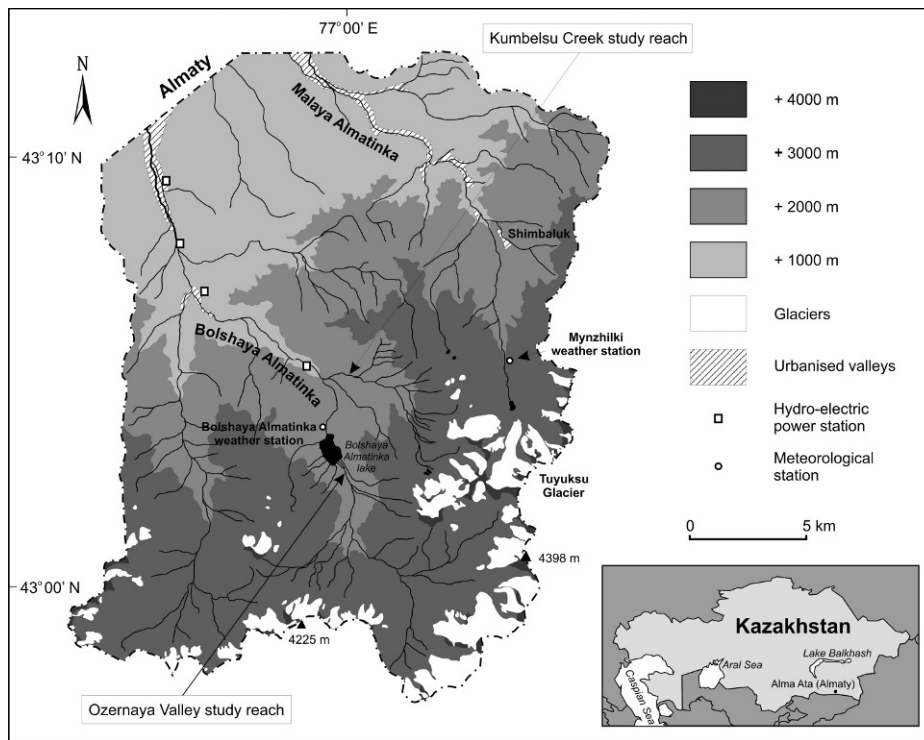 77° 00' E
Kumbelsu Creek study reach
N
Almaty
Malaya Almatinka
43° 10' N
Shimbaluk
Mynzhilki
weather station
Bolshaya Almatinka
Bolshaya Almatinka
weather station
Bolshaya
Almatinka
lake
Tuyuksu
Glacier
4398 m
43° 00' N
4225 m
Ozernaya Valley study reach
+ 4000 m
+ 3000 m
+ 2000 m
+ 1000 m
Glaciers
Urbanised valleys
Hydro-electric
power station
Meteorological
station
0 5 km
Kazakhstan
Lake Balkhash
Aral Sea
Alma Ata (Almaty)
Caspian Sea